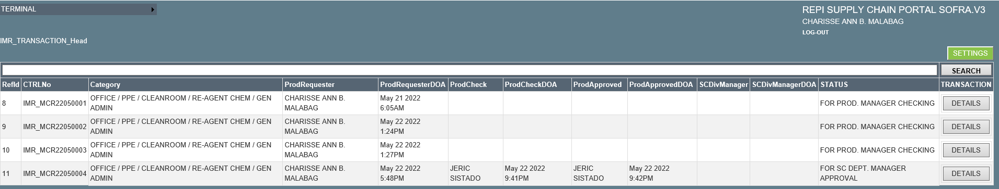 TERMINAL
REPI SUPPLY CHAIN PORTAL SOFRA.V3
CHARISSE ANN B. MALABAG
LOG-OUT
IMR_TRANSACTION_Head
SETTINGS
SEARCH
RefId CTRLNo Category ProdRequester ProdRequesterDOA ProdCheck ProdCheckDOA ProdApproved ProdApprovedDOA SCDivManager SCDivManagerDOA STATUS TRANSACTION
8 IMR_MCR22050001 OFFICE / PPE / CLEANROOM / RE-AGENT CHEM / GEN ADMIN CHARISSE ANN B. MALABAG May 21 2022 6:05AM FOR PROD. MANAGER CHECKING DETAILS
9 IMR_MCR22050002 OFFICE / PPE / CLEANROOM / RE-AGENT CHEM / GEN ADMIN CHARISSE ANN B. MALABAG May 22 2022 1:24PM FOR PROD. MANAGER CHECKING DETAILS
10 IMR_MCR22050003 OFFICE / PPE / CLEANROOM / RE-AGENT CHEM / GEN ADMIN CHARISSE ANN B. MALABAG May 22 2022 1:27PM FOR PROD. MANAGER CHECKING DETAILS
11 IMR_MCR22050004 OFFICE / PPE / CLEANROOM / RE-AGENT CHEM / GEN ADMIN CHARISSE ANN B. MALABAG May 22 2022 5:48PM JERIC SISTADO May 22 2022 9:41PM JERIC SISTADO May 22 2022 9:42PM FOR SC DEPT. MANAGER APPROVAL DETAILS